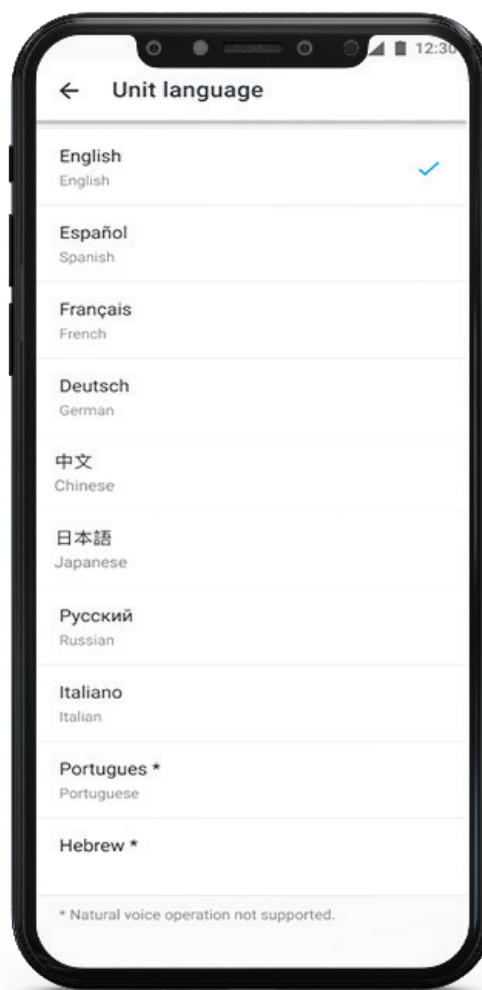 12:30
Unit language
English
English
Español
Spanish
Français
French
Deutsch
German
中文
Chinese
日本語
Japanese
Русский
Russian
Italiano
Italian
Portugues *
Portuguese
Hebrew *
* Natural voice operation not supported.